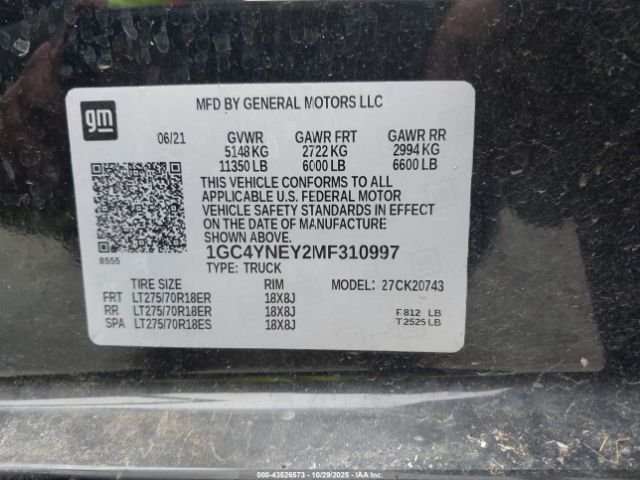 gm
MFD BY GENERAL MOTORS LLC
06/21 GVWR GAWR FRT GAWR RR
5148 KG 2722 KG 2994 KG
11350 LB 6000 LB 6600 LB
THIS VEHICLE CONFORMS TO ALL
APPLICABLE U.S. FEDERAL MOTOR
VEHICLE SAFETY STANDARDS IN EFFECT
ON THE DATE OF MANUFACTURE
SHOWN ABOVE.
8555
1GC4YNEY2MF310997
TYPE: TRUCK
TIRE SIZE RIM MODEL: 27CK20743
FRT LT275/70R18ER 18X8J
RR LT275/70R18ER 18X8J F 812 LB
SPA LT275/70R18ES 18X8J T 2525 LB
000-43526573 - 10/29/2025 - IAA Inc.